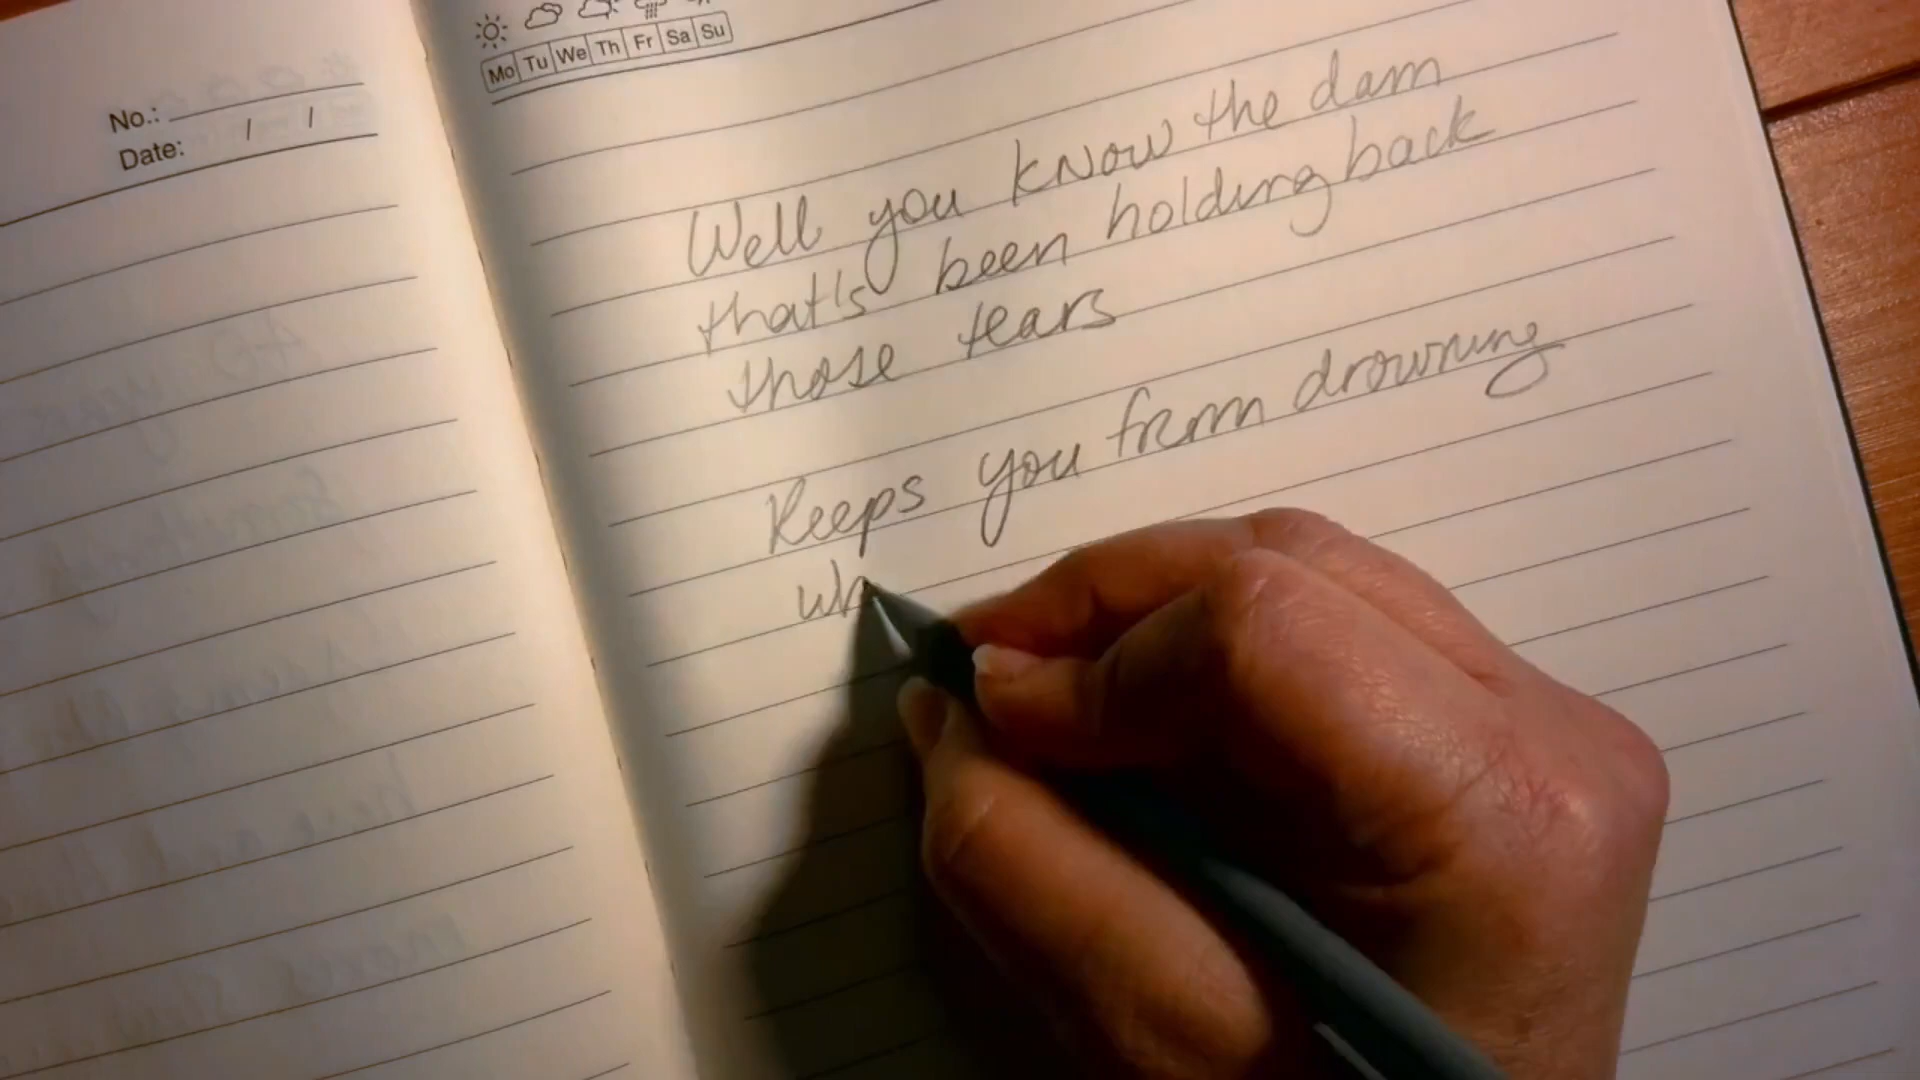 No.:
Date: / /
Mo Tu We Th Fr Sa Su
Well you know the dam
that's been holding back
those tears
Keeps you from drowning
wh